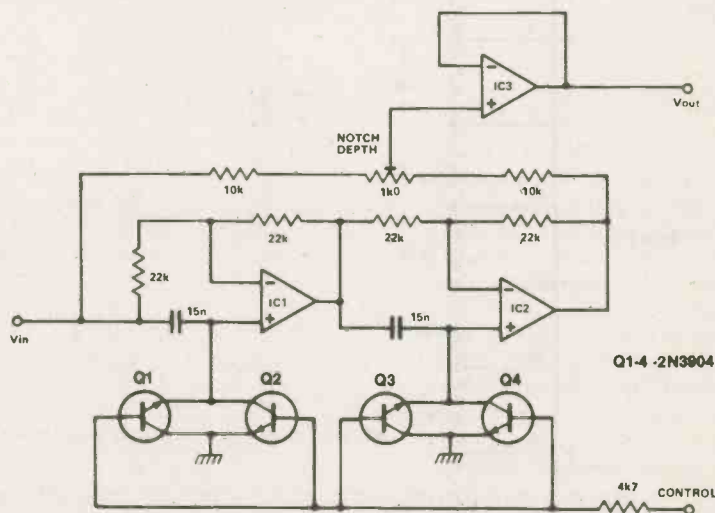 −
IC3
+
Vout
NOTCH
DEPTH
10k
1k0
10k
22k
22k
22k
22k
−
IC1
+
−
IC2
+
15n
15n
Vin
Q1-4 -2N3904
Q1
Q2
Q3
Q4
4k7
CONTROL